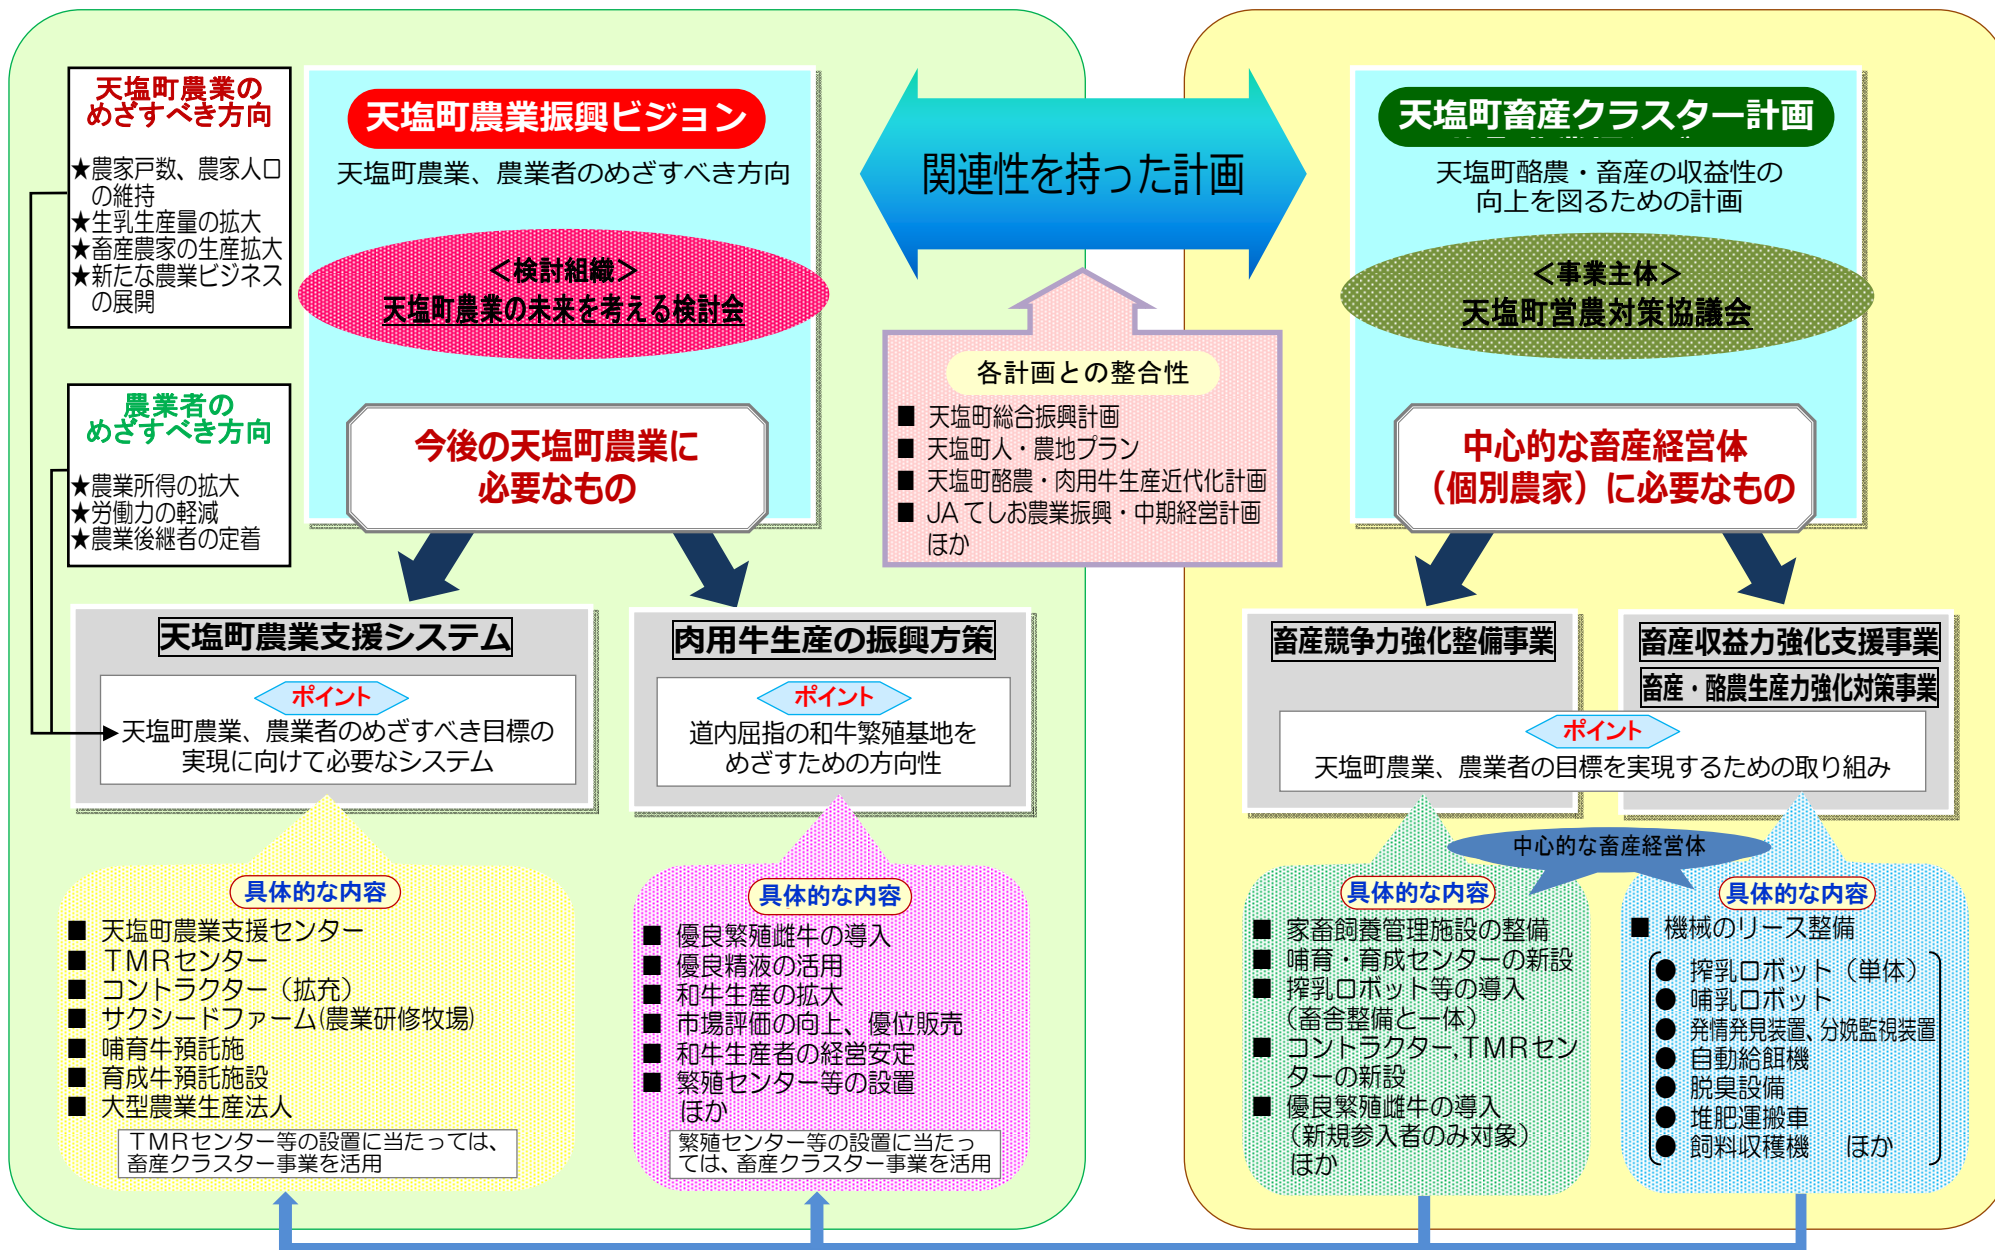 天塩町農業の
めざすべき方向
★農家戸数、農家人口
の維持
★生乳生産量の拡大
★畜産農家の生産拡大
★新たな農業ビジネス
の展開
農業者の
めざすべき方向
★農業所得の拡大
★労働力の軽減
★農業後継者の定着
天塩町農業振興ビジョン
天塩町農業、農業者のめざすべき方向
＜検討組織＞
天塩町農業の未来を考える検討会
今後の天塩町農業に
必要なもの
関連性を持った計画
各計画との整合性
■ 天塩町総合振興計画
■ 天塩町人・農地プラン
■ 天塩町酪農・肉用牛生産近代化計画
■ JAてしお農業振興・中期経営計画
ほか
天塩町畜産クラスター計画
天塩町酪農・畜産の収益性の
向上を図るための計画
＜事業主体＞
天塩町営農対策協議会
中心的な畜産経営体
（個別農家）に必要なもの
天塩町農業支援システム
ポイント
天塩町農業、農業者のめざすべき目標の
実現に向けて必要なシステム
肉用牛生産の振興方策
ポイント
道内屈指の和牛繁殖基地を
めざすための方向性
畜産競争力強化整備事業
畜産収益力強化支援事業
畜産・酪農生産力強化対策事業
ポイント
天塩町農業、農業者の目標を実現するための取り組み
中心的な畜産経営体
具体的な内容
■ 天塩町農業支援センター
■ TMRセンター
■ コントラクター（拡充）
■ サクシードファーム(農業研修牧場)
■ 哺育牛預託施
■ 育成牛預託施設
■ 大型農業生産法人
TMRセンター等の設置に当たっては、
畜産クラスター事業を活用
具体的な内容
■ 優良繁殖雌牛の導入
■ 優良精液の活用
■ 和牛生産の拡大
■ 市場評価の向上、優位販売
■ 和牛生産者の経営安定
■ 繁殖センター等の設置
ほか
繁殖センター等の設置に当たっ
ては、畜産クラスター事業を活用
具体的な内容
■ 家畜飼養管理施設の整備
■ 哺育・育成センターの新設
■ 搾乳ロボット等の導入
（畜舎整備と一体）
■ コントラクター,TMRセン
ターの新設
■ 優良繁殖雌牛の導入
（新規参入者のみ対象）
ほか
具体的な内容
■ 機械のリース整備
● 搾乳ロボット（単体）
● 哺乳ロボット
● 発情発見装置、分娩監視装置
● 自動給餌機
● 脱臭設備
● 堆肥運搬車
● 飼料収穫機　ほか